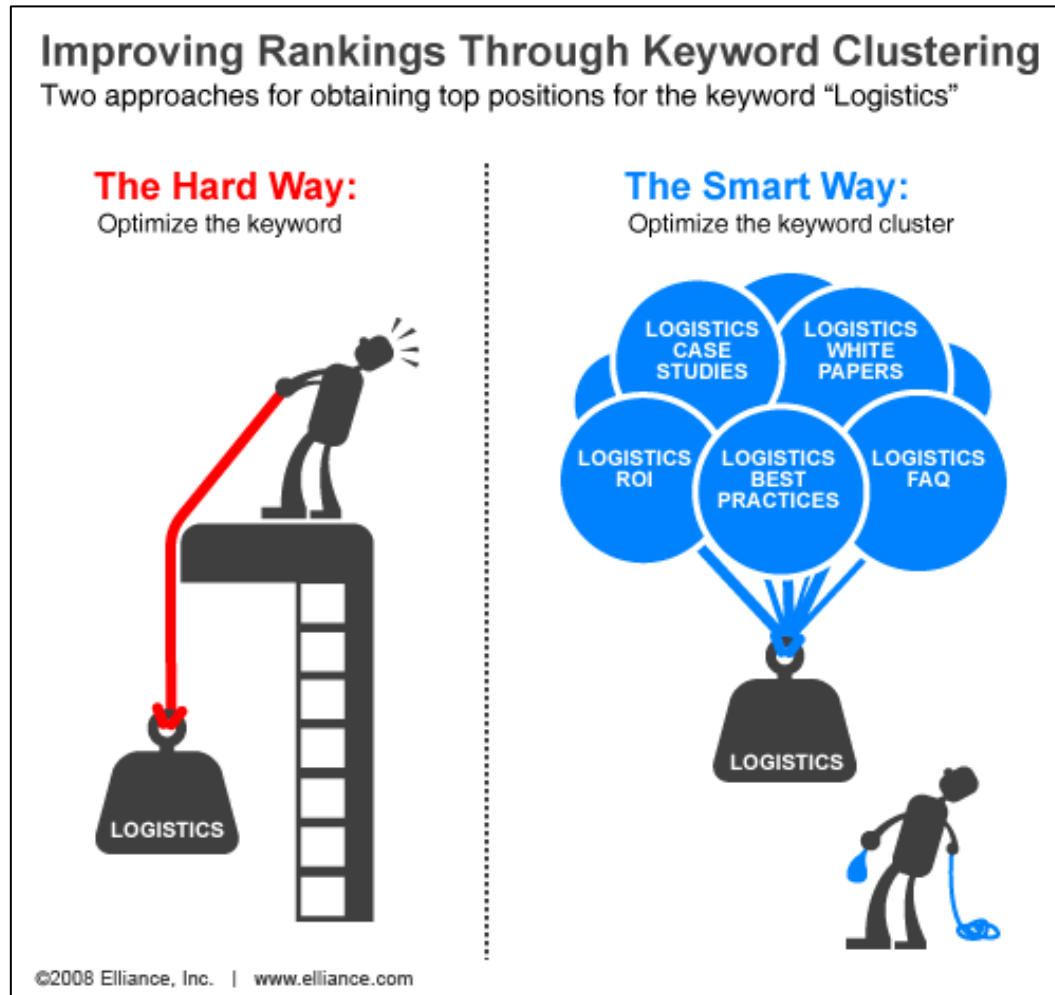 Improving Rankings Through Keyword Clustering
Two approaches for obtaining top positions for the keyword “Logistics”
The Hard Way:
Optimize the keyword
LOGISTICS
The Smart Way:
Optimize the keyword cluster
LOGISTICS
CASE
STUDIES
LOGISTICS
WHITE
PAPERS
LOGISTICS
ROI
LOGISTICS
BEST
PRACTICES
LOGISTICS
FAQ
LOGISTICS
©2008 Elliance, Inc. | www.elliance.com